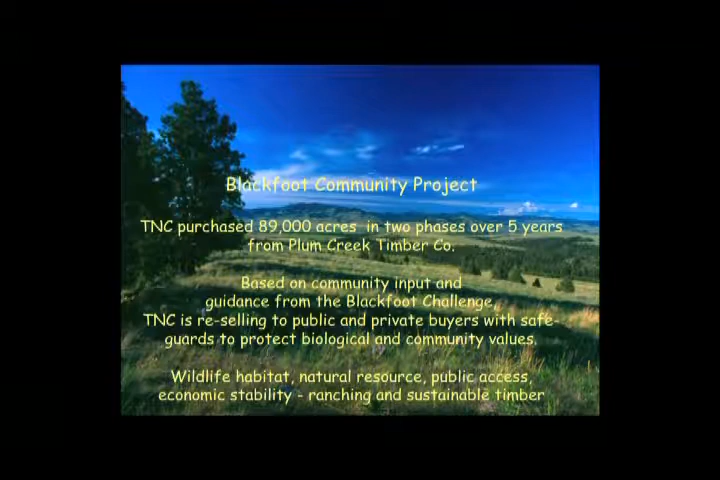 Blackfoot Community Project
TNC purchased 89,000 acres in two phases over 5 years
from Plum Creek Timber Co.
Based on community input and
guidance from the Blackfoot Challenge,
TNC is re-selling to public and private buyers with safe-
guards to protect biological and community values.
Wildlife habitat, natural resource, public access,
economic stability - ranching and sustainable timber